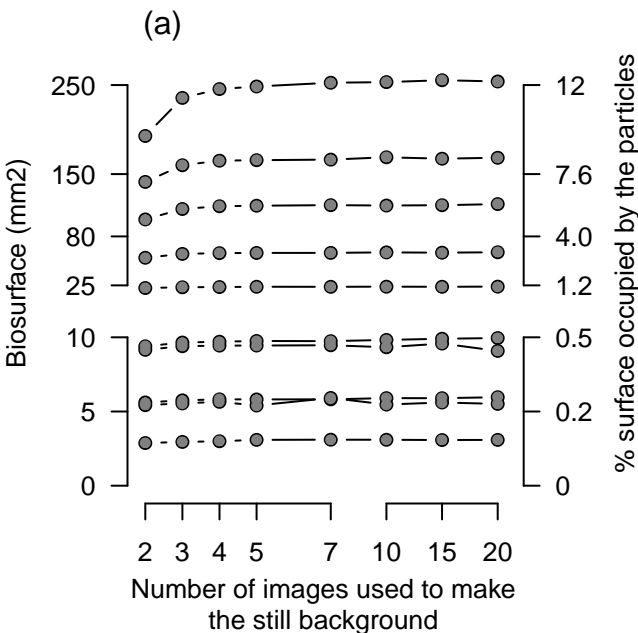 (a)
Biosurface (mm2)
250
150
80
25
10
5
0
12
7.6
4.0
1.2
0.5
0.2
0
% surface occupied by the particles
2 3 4 5 7 10 15 20
Number of images used to make
the still background